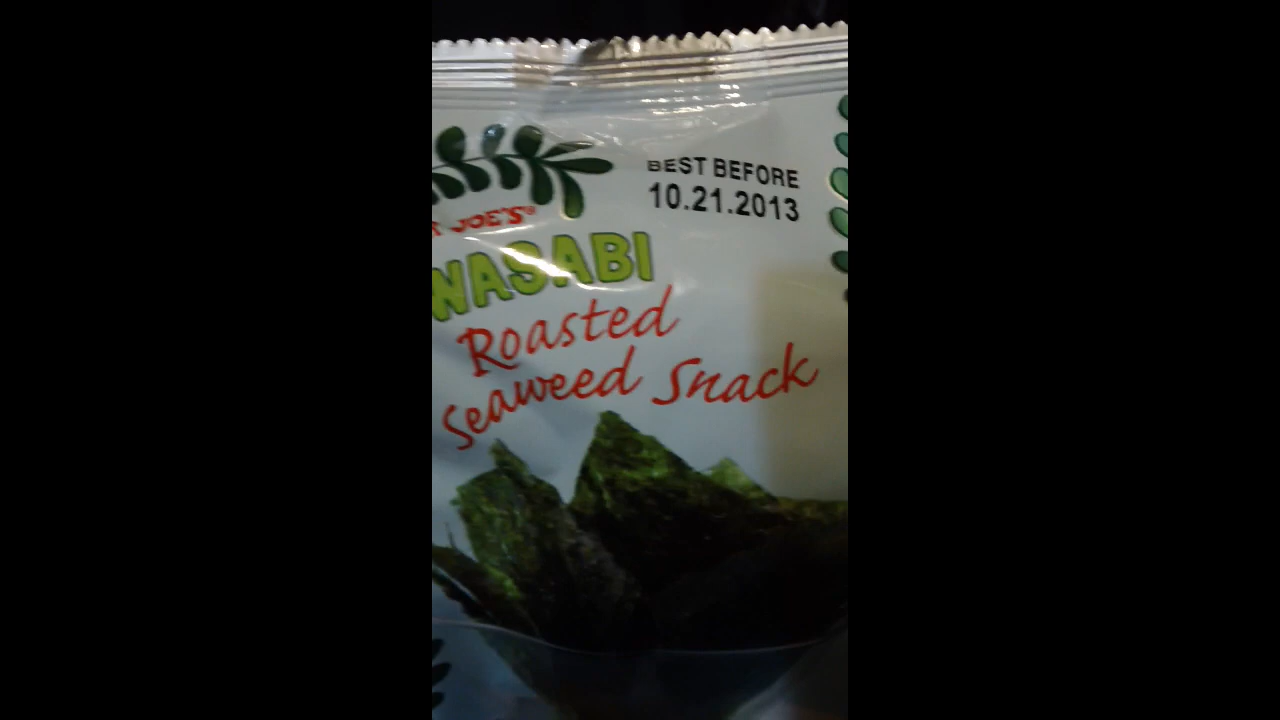 BEST BEFORE
10.21.2013
JOE'S
WASABI
Roasted
Seaweed Snack